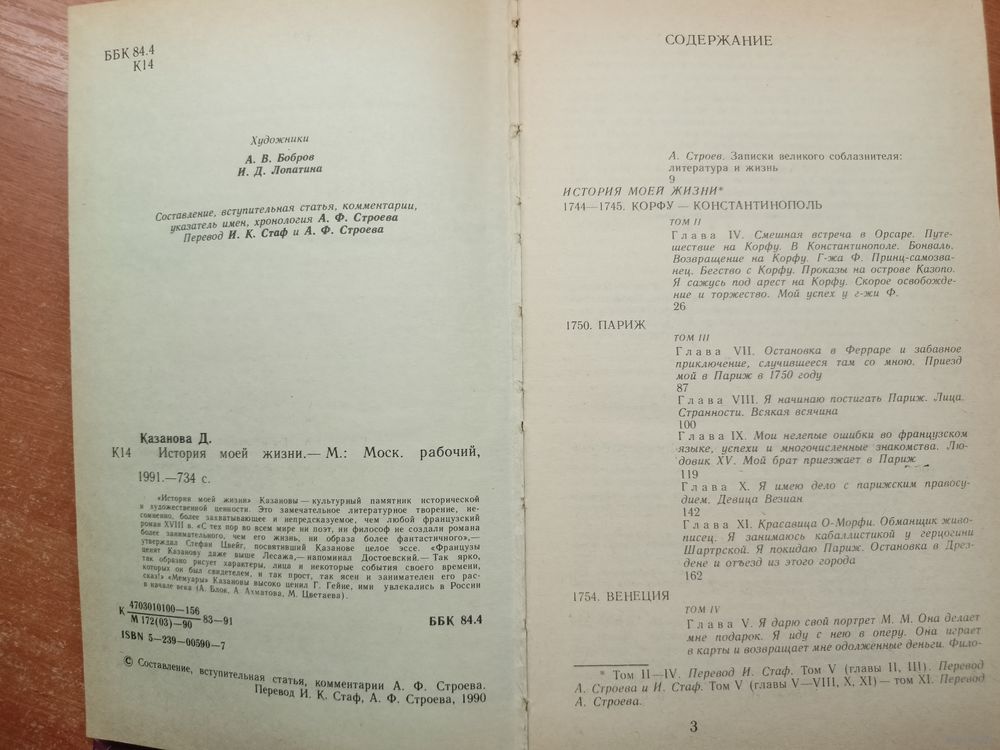 ББК 84.4
К14
Художники
А. В. Бобров
И. Д. Лопатина
Составление, вступительная статья, комментарии,
указатель имен, хронология А. Ф. Строева
Перевод И. К. Стаф и А. Ф. Строева
Казанова Д.
К14 История моей жизни.— М.: Моск. рабочий,
1991.—734 с.
«История моей жизни» Казановы — культурный памятник исторической
и художественной ценности. Это замечательное литературное творение, не-
сомненно, более захватывающее и непредсказуемое, чем любой французский
роман XVIII в. «С тех пор во всем мире ни поэт, ни философ не создали романа
более занимательного, чем его жизнь, ни образа более фантастичного»,—
утверждал Стефан Цвейг, посвятивший Казанове целое эссе. «Французы
ценят Казанову даже выше Лесажа,— напоминал Достоевский.— Так ярко,
так образно рисует характеры, лица и некоторые события своего времени,
которых он был свидетелем, и так прост, так ясен и занимателен его рас-
сказ!» «Мемуары» Казановы высоко ценил Г. Гейне, ими увлекались в России
в начале века (А. Блок, А. Ахматова, М. Цветаева).
К 4703010100—156
М 172(03)—90 83—91
ББК 84.4
ISBN 5—239—00590—7
© Составление, вступительная статья, комментарии А. Ф. Строева.
Перевод И. К. Стаф, А. Ф. Строева, 1990
СОДЕРЖАНИЕ
А. Строев. Записки великого соблазнителя:
литература и жизнь
9
ИСТОРИЯ МОЕЙ ЖИЗНИ*
1744—1745. КОРФУ — КОНСТАНТИНОПОЛЬ
ТОМ II
Глава IV. Смешная встреча в Орсаре. Путе-
шествие на Корфу. В Константинополе. Бонваль.
Возвращение на Корфу. Г-жа Ф. Принц-самозва-
нец. Бегство с Корфу. Проказы на острове Казопо.
Я сажусь под арест на Корфу. Скорое освобожде-
ние и торжество. Мой успех у г-жи Ф.
26
1750. ПАРИЖ
ТОМ III
Глава VII. Остановка в Ферраре и забавное
приключение, случившееся там со мною. Приезд
мой в Париж в 1750 году
87
Глава VIII. Я начинаю постигать Париж. Лица.
Странности. Всякая всячина
100
Глава IX. Мои нелепые ошибки во французском
языке, успехи и многочисленные знакомства. Лю-
довик XV. Мой брат приезжает в Париж
119
Глава X. Я имею дело с парижским правосу-
дием. Девица Везиан
142
Глава XI. Красавица О-Морфи. Обманщик живо-
писец. Я занимаюсь кабаллистикой у герцогини
Шартрской. Я покидаю Париж. Остановка в Дрез-
дене и отъезд из этого города
162
1754. ВЕНЕЦИЯ
ТОМ IV
Глава V. Я дарю свой портрет М. М. Она делает
мне подарок. Я иду с нею в оперу. Она играет
в карты и возвращает мне одолженные деньги. Фило-
* Том II—IV. Перевод И. Стаф. Том V (главы II, III). Перевод
А. Строева и И. Стаф. Том V (главы V—VIII, X, XI) — том XI. Перевод
А. Строева.
3